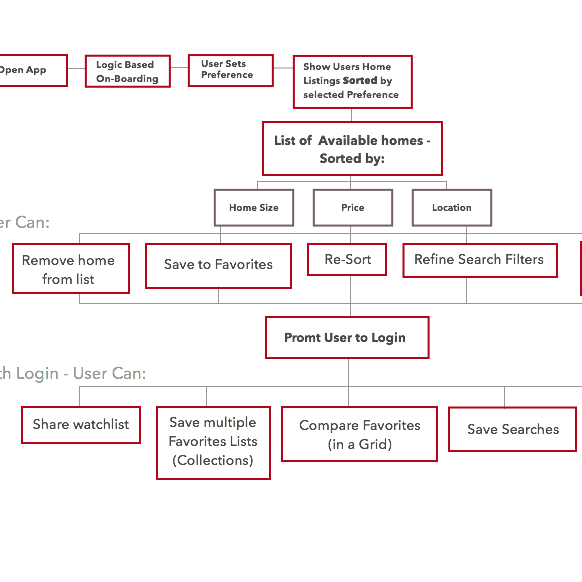 Open App
Logic Based
On-Boarding
User Sets
Preference
Show Users Home
Listings Sorted by
selected Preference
List of Available homes -
Sorted by:
Home Size
Price
Location
er Can:
Remove home
from list
Save to Favorites
Re-Sort
Refine Search Filters
Promt User to Login
th Login - User Can:
Share watchlist
Save multiple
Favorites Lists
(Collections)
Compare Favorites
(in a Grid)
Save Searches